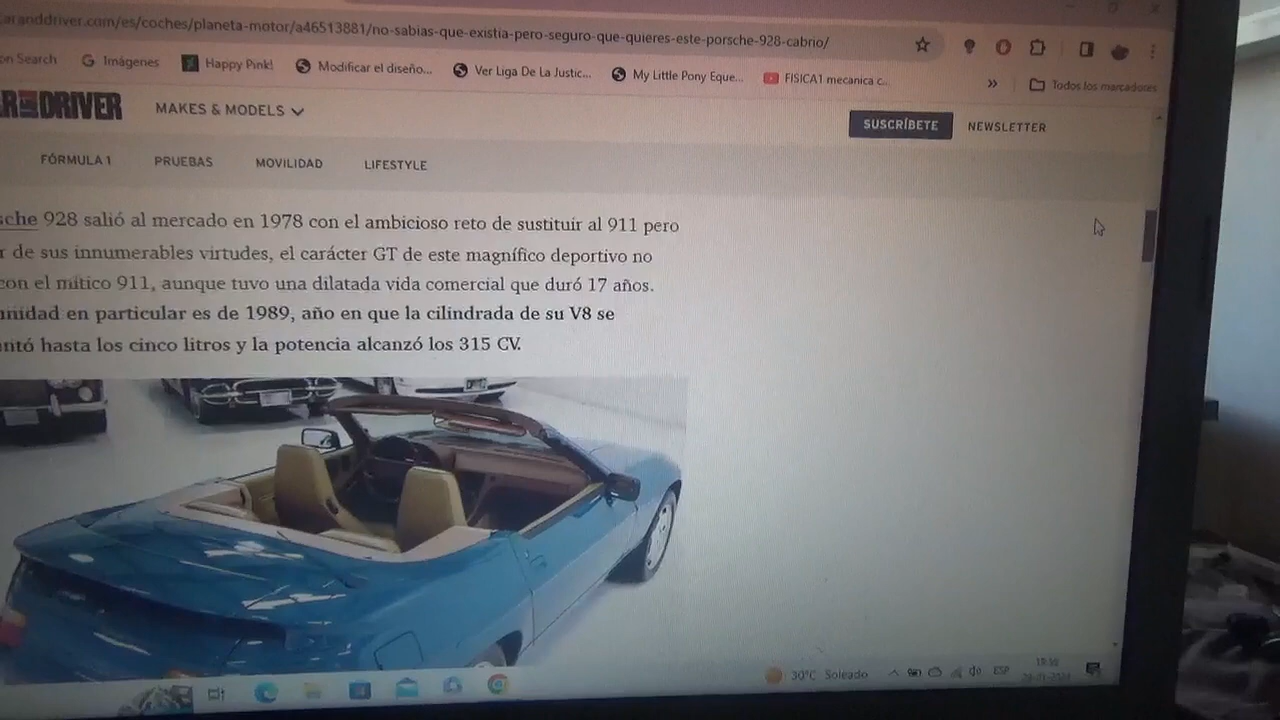 aranddriver.com/es/coches/planeta-motor/a46513881/no-sabias-que-existia-pero-seguro-que-quieres-este-porsche-928-cabrio/
on Search Imágenes Happy Pink! Modificar el diseño... Ver Liga De La Justic... My Little Pony Eque... FISICA1 mecanica c... » Todos los marcadores
R DRIVER MAKES & MODELS SUSCRÍBETE NEWSLETTER
FÓRMULA 1 PRUEBAS MOVILIDAD LIFESTYLE
sche 928 salió al mercado en 1978 con el ambicioso reto de sustituir al 911 pero
r de sus innumerables virtudes, el carácter GT de este magnífico deportivo no
con el mítico 911, aunque tuvo una dilatada vida comercial que duró 17 años.
unidad en particular es de 1989, año en que la cilindrada de su V8 se
ntó hasta los cinco litros y la potencia alcanzó los 315 CV.
30°C Soleado ESP